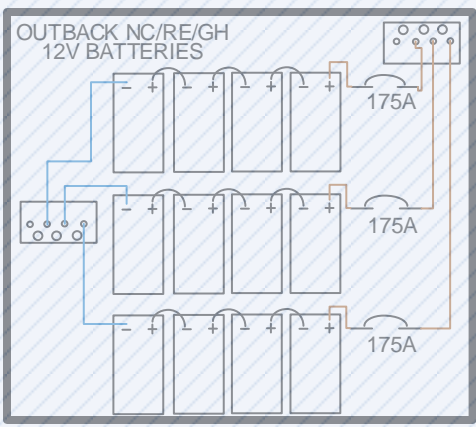 OUTBACK NC/RE/GH
12V BATTERIES
- + - + - + - +
175A
- + - + - + - +
175A
- + - + - + - +
175A